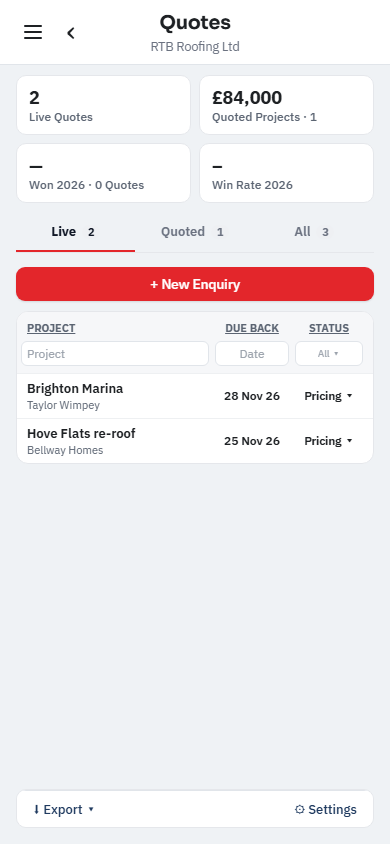 Quotes
RTB Roofing Ltd
2
Live Quotes
£84,000
Quoted Projects · 1
—
Won 2026 · 0 Quotes
–
Win Rate 2026
Live 2
Quoted 1
All 3
+ New Enquiry
PROJECT DUE BACK STATUS
Project Date All ▾
Brighton Marina
Taylor Wimpey
28 Nov 26 Pricing ▾
Hove Flats re-roof
Bellway Homes
25 Nov 26 Pricing ▾
⭳ Export ▾
⚙ Settings